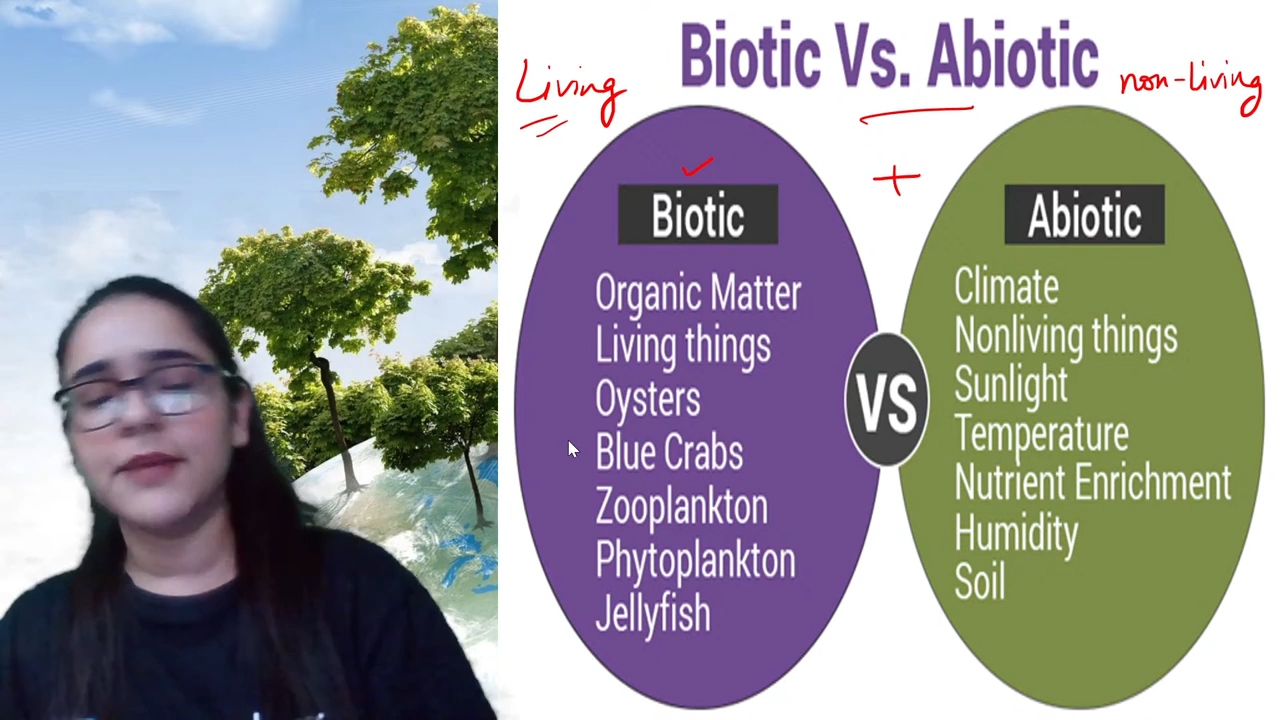 Biotic Vs. Abiotic
Living
non-living
Biotic
Organic Matter
Living things
Oysters
Blue Crabs
Zooplankton
Phytoplankton
Jellyfish
VS
Abiotic
Climate
Nonliving things
Sunlight
Temperature
Nutrient Enrichment
Humidity
Soil